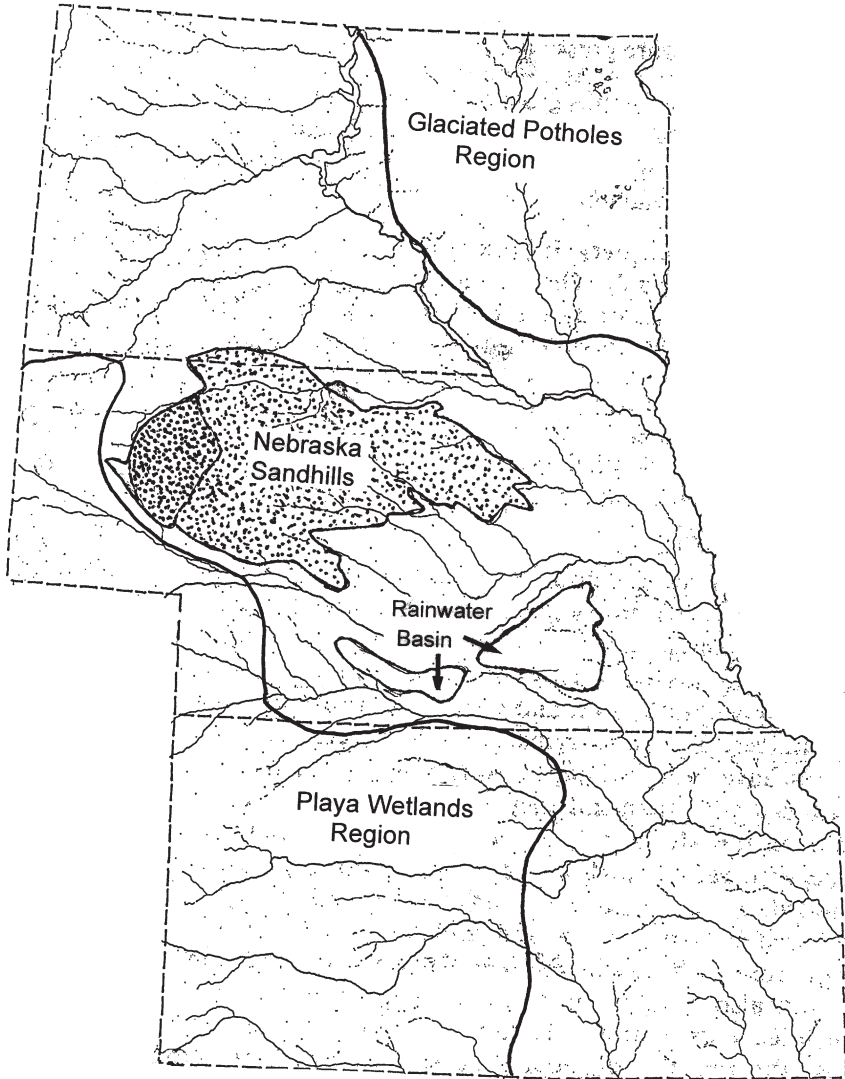 Glaciated Potholes
Region
Nebraska
Sandhills
Rainwater
Basin
Playa Wetlands
Region